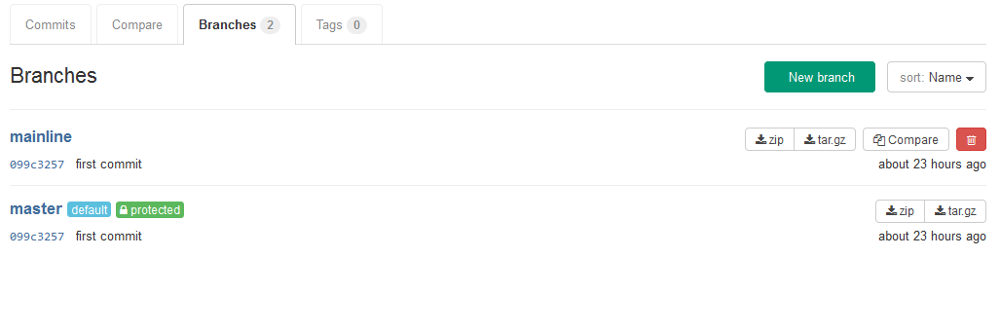 Commits Compare Branches 2 Tags 0
Branches New branch sort: Name
mainline zip tar.gz Compare
099c3257 first commit about 23 hours ago
master default protected zip tar.gz
099c3257 first commit about 23 hours ago